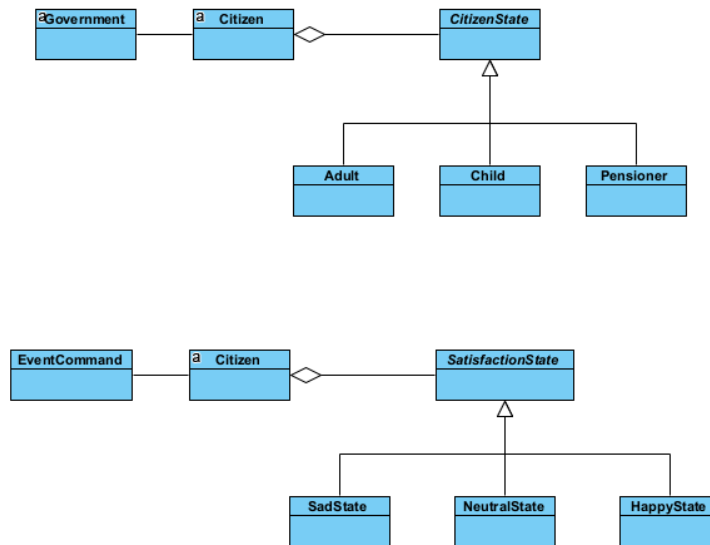 a Government
a Citizen
CitizenState
Adult
Child
Pensioner
EventCommand
a Citizen
SatisfactionState
SadState
NeutralState
HappyState